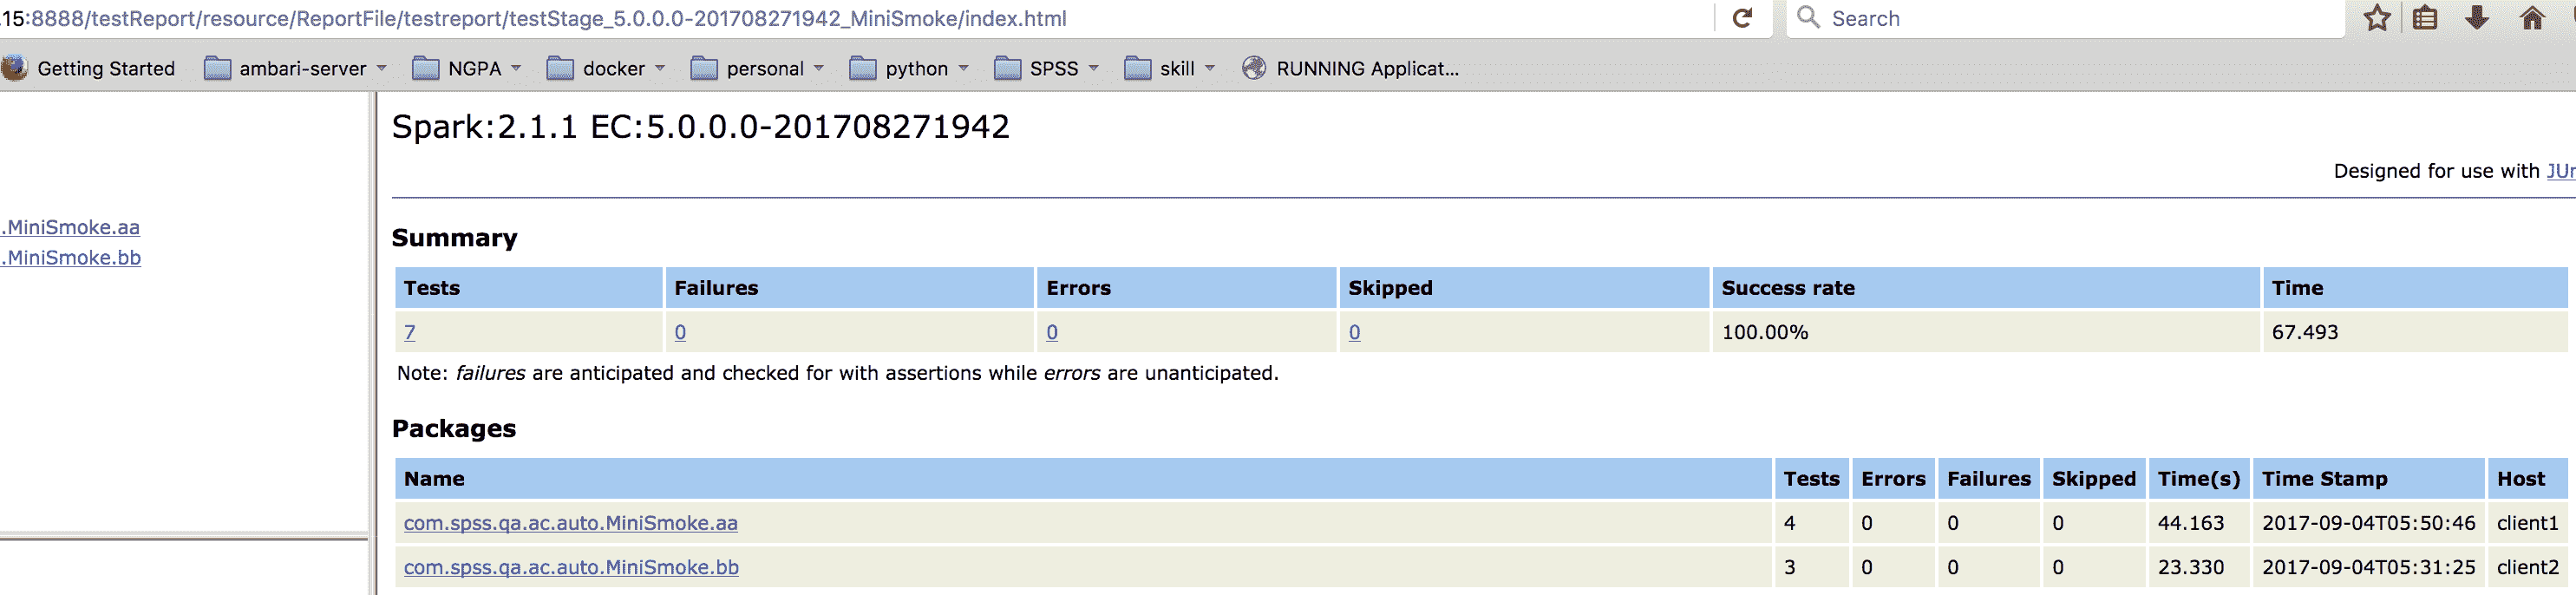 .15:8888/testReport/resource/ReportFile/testreport/testStage_5.0.0.0-201708271942_MiniSmoke/index.html Search
Getting Started ambari-server NGPA docker personal python SPSS skill RUNNING Applicat...
Spark:2.1.1 EC:5.0.0.0-201708271942
Designed for use with JUn
.MiniSmoke.aa
.MiniSmoke.bb
Summary
Tests Failures Errors Skipped Success rate Time
7 0 0 0 100.00% 67.493
Note: failures are anticipated and checked for with assertions while errors are unanticipated.
Packages
Name Tests Errors Failures Skipped Time(s) Time Stamp Host
com.spss.qa.ac.auto.MiniSmoke.aa 4 0 0 0 44.163 2017-09-04T05:50:46 client1
com.spss.qa.ac.auto.MiniSmoke.bb 3 0 0 0 23.330 2017-09-04T05:31:25 client2